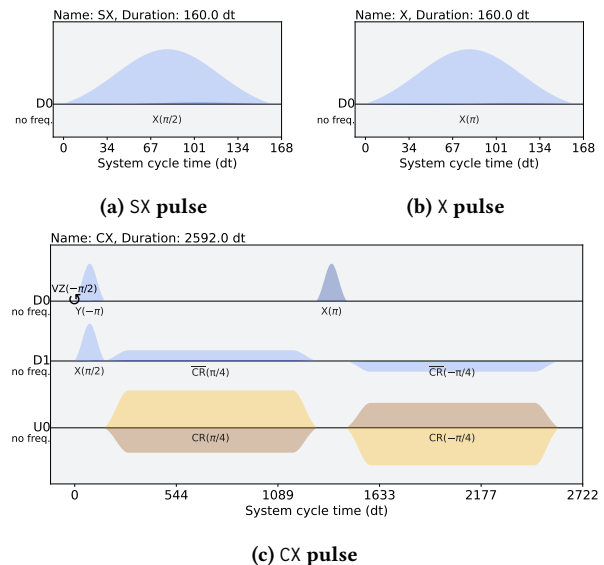 Name: SX, Duration: 160.0 dt
D0
no freq.
X(π/2)
0 34 67 101 134 168
System cycle time (dt)
(a) SX pulse
Name: X, Duration: 160.0 dt
D0
no freq.
X(π)
0 34 67 101 134 168
System cycle time (dt)
(b) X pulse
Name: CX, Duration: 2592.0 dt
VZ(−π/2)
D0
no freq.
Y(−π) X(π)
D1
no freq.
X(π/2) C̅R̅(π/4) C̅R̅(−π/4)
U0
no freq.
CR(π/4) CR(−π/4)
0 544 1089 1633 2177 2722
System cycle time (dt)
(c) CX pulse